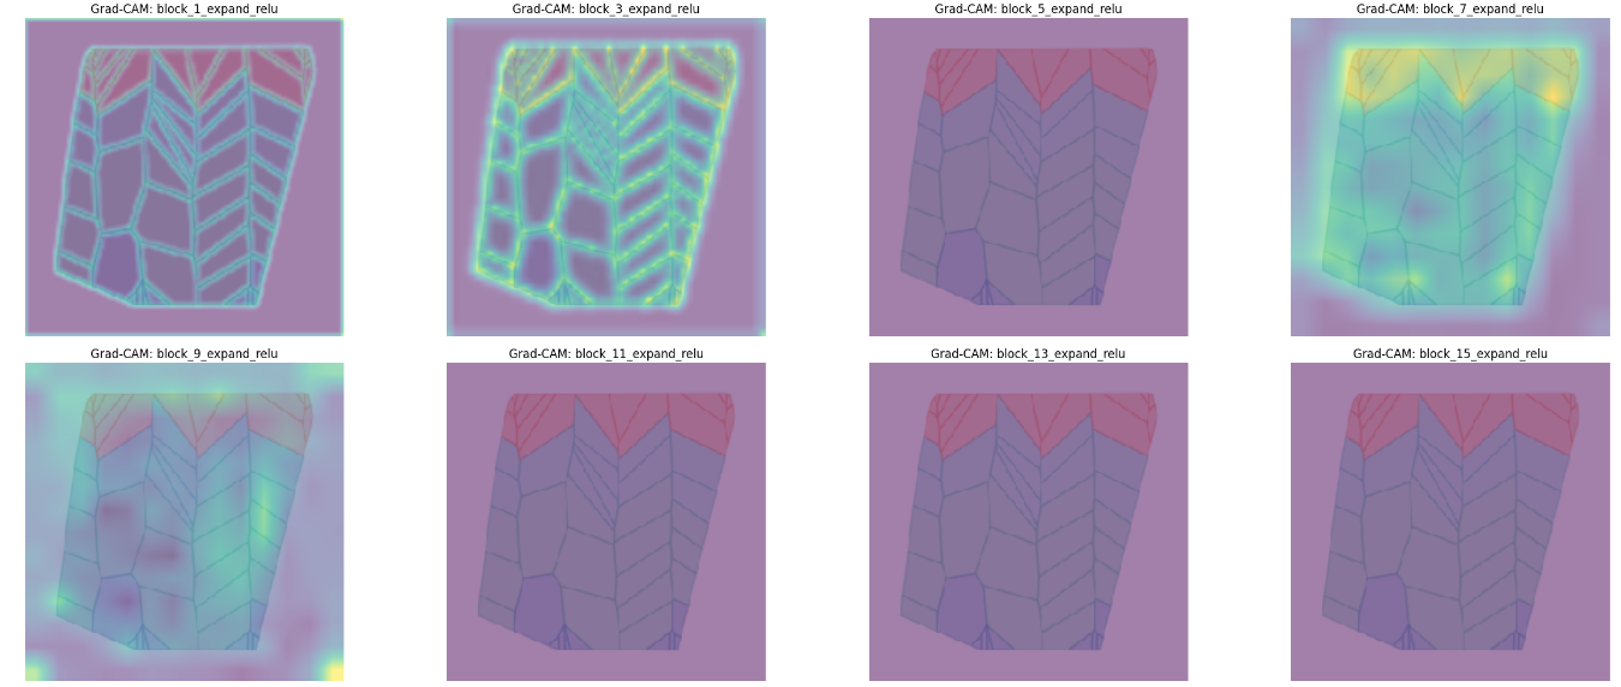 Grad-CAM: block_1_expand_relu
Grad-CAM: block_3_expand_relu
Grad-CAM: block_5_expand_relu
Grad-CAM: block_7_expand_relu
Grad-CAM: block_9_expand_relu
Grad-CAM: block_11_expand_relu
Grad-CAM: block_13_expand_relu
Grad-CAM: block_15_expand_relu